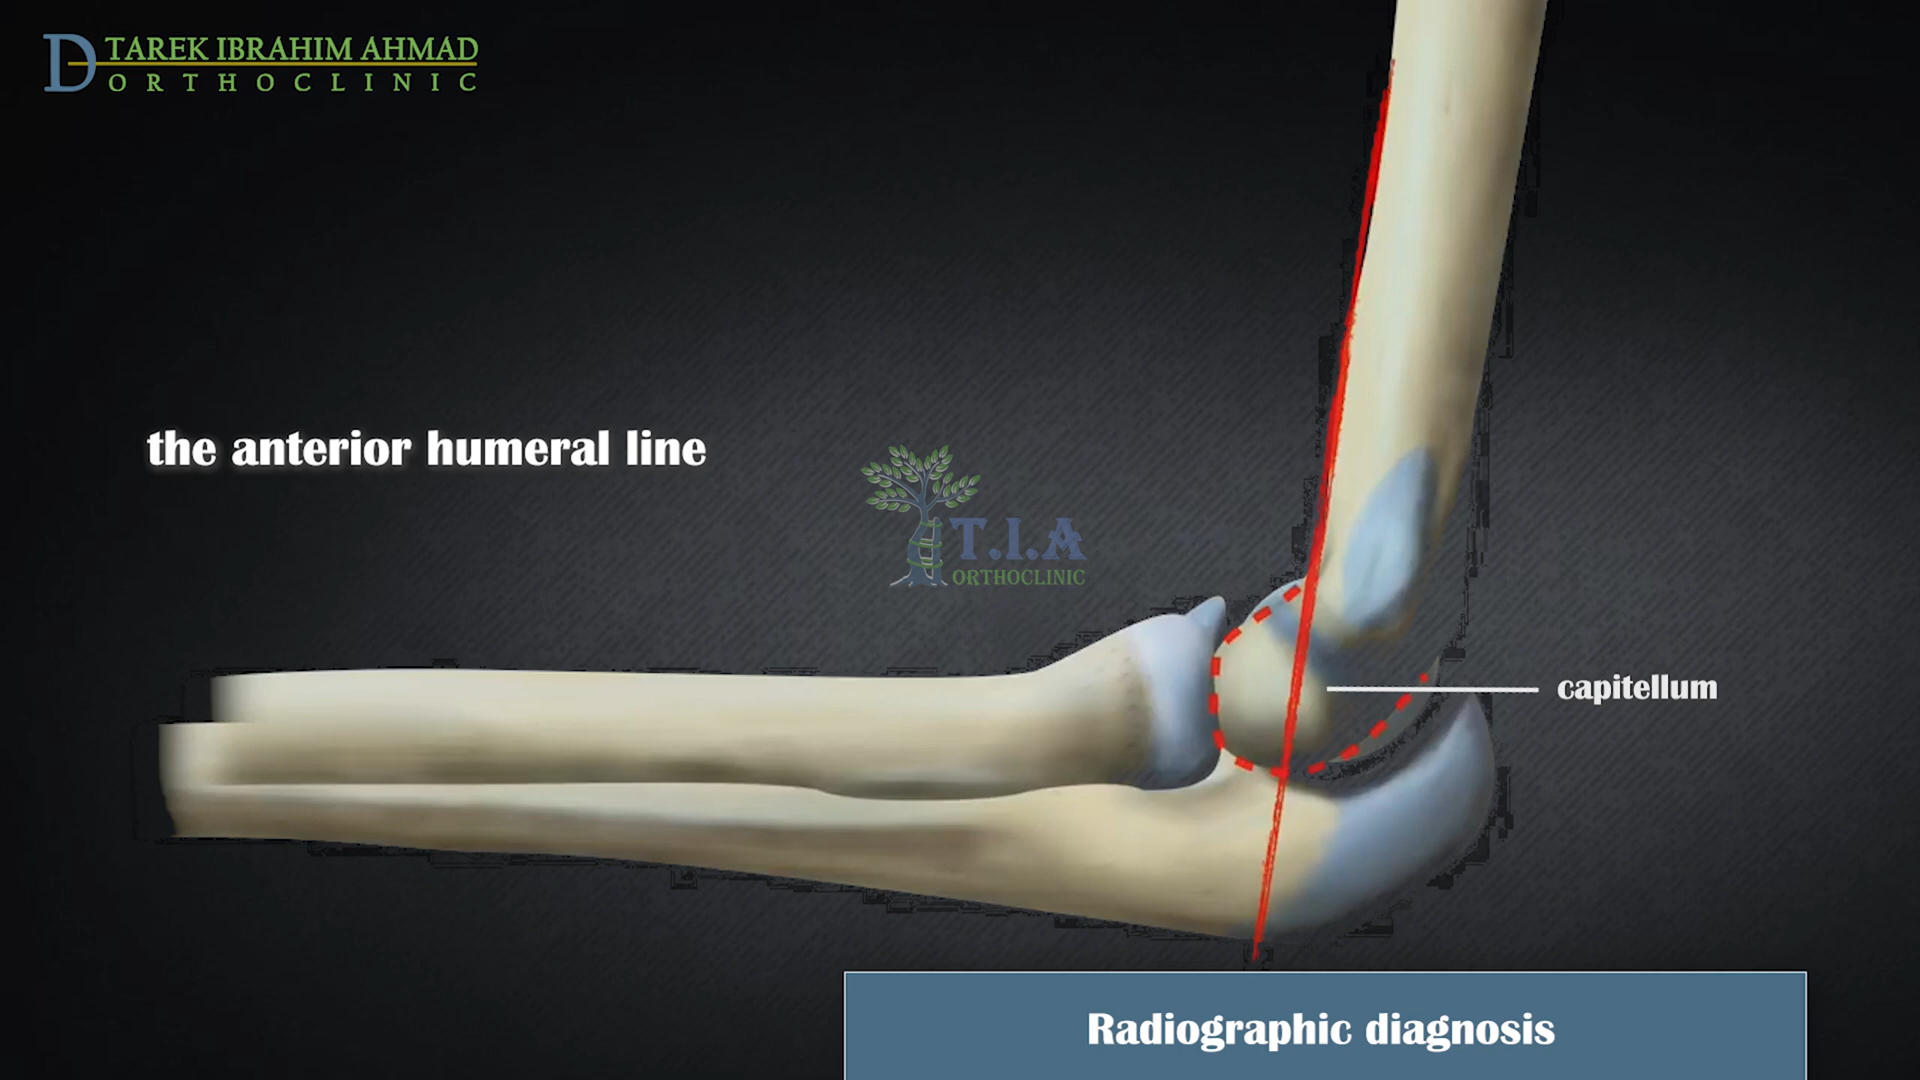 D TAREK IBRAHIM AHMAD
ORTHOCLINIC
the anterior humeral line
T.I.A
ORTHOCLINIC
capitellum
Radiographic diagnosis